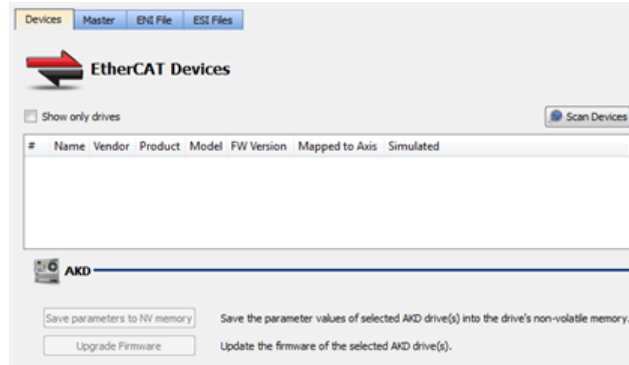 Devices Master ENI File ESI Files
EtherCAT Devices
Show only drives Scan Devices
# Name Vendor Product Model FW Version Mapped to Axis Simulated
AKD
Save parameters to NV memory Save the parameter values of selected AKD drive(s) into the drive's non-volatile memory.
Upgrade Firmware Update the firmware of the selected AKD drive(s).